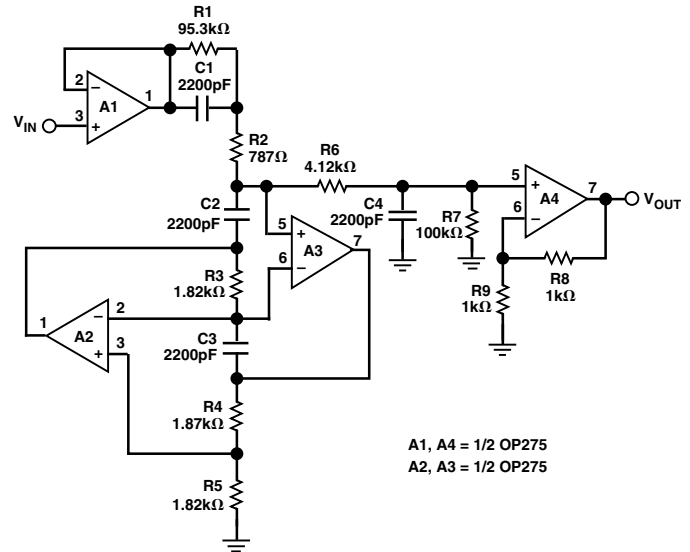 R1
95.3kΩ
C1
2200pF
2
−
A1
1
3
+
VIN
R2
787Ω
R6
4.12kΩ
C2
2200pF
C4
2200pF
R7
100kΩ
5
+
A4
7
VOUT
6
−
R8
1kΩ
R9
1kΩ
5
+
A3
7
6
−
R3
1.82kΩ
1
A2
−
2
+
3
C3
2200pF
R4
1.87kΩ
R5
1.82kΩ
A1, A4 = 1/2 OP275
A2, A3 = 1/2 OP275